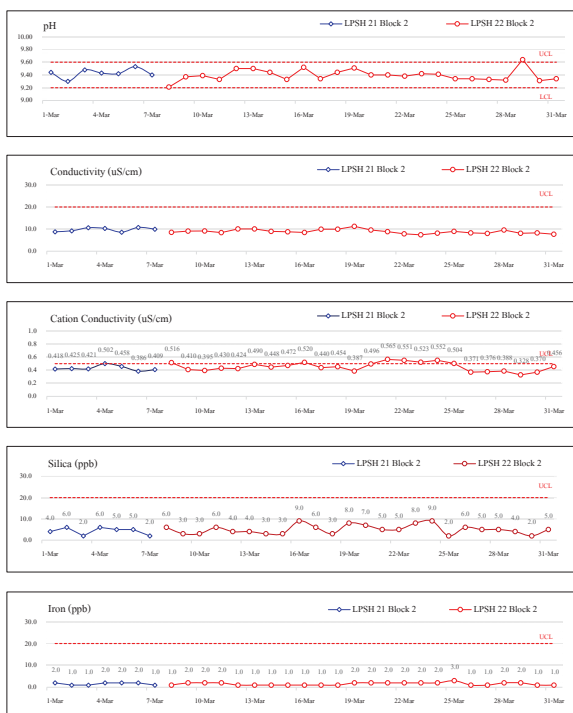 pH
LPSH 21 Block 2 LPSH 22 Block 2
10.00
9.80
9.60
9.40
9.20
9.00
UCL
LCL
1-Mar 4-Mar 7-Mar 10-Mar 13-Mar 16-Mar 19-Mar 22-Mar 25-Mar 28-Mar 31-Mar
Conductivity (uS/cm)
LPSH 21 Block 2 LPSH 22 Block 2
30.0
20.0
10.0
0.0
UCL
1-Mar 4-Mar 7-Mar 10-Mar 13-Mar 16-Mar 19-Mar 22-Mar 25-Mar 28-Mar 31-Mar
Cation Conductivity (uS/cm)
LPSH 21 Block 2 LPSH 22 Block 2
1.0
0.8
0.6
0.4
0.2
0.0
0.418 0.425 0.421 0.502 0.458 0.386 0.409 0.516 0.410 0.395 0.430 0.424 0.490 0.448 0.472 0.520 0.440 0.454 0.387 0.496 0.565 0.551 0.523 0.552 0.504 0.371 0.376 0.388 0.328 0.370 0.456
UCL
1-Mar 4-Mar 7-Mar 10-Mar 13-Mar 16-Mar 19-Mar 22-Mar 25-Mar 28-Mar 31-Mar
Silica (ppb)
LPSH 21 Block 2 LPSH 22 Block 2
30.0
20.0
10.0
0.0
UCL
4.0 6.0 2.0 6.0 5.0 5.0 2.0 6.0 3.0 3.0 6.0 4.0 4.0 3.0 3.0 9.0 6.0 3.0 8.0 7.0 5.0 5.0 8.0 9.0 2.0 6.0 5.0 5.0 4.0 2.0 5.0
1-Mar 4-Mar 7-Mar 10-Mar 13-Mar 16-Mar 19-Mar 22-Mar 25-Mar 28-Mar 31-Mar
Iron (ppb)
LPSH 21 Block 2 LPSH 22 Block 2
30.0
20.0
10.0
0.0
UCL
2.0 1.0 1.0 2.0 2.0 2.0 1.0 1.0 2.0 2.0 2.0 1.0 1.0 1.0 1.0 1.0 1.0 1.0 2.0 2.0 2.0 2.0 2.0 2.0 3.0 1.0 1.0 2.0 2.0 1.0 1.0
1-Mar 4-Mar 7-Mar 10-Mar 13-Mar 16-Mar 19-Mar 22-Mar 25-Mar 28-Mar 31-Mar